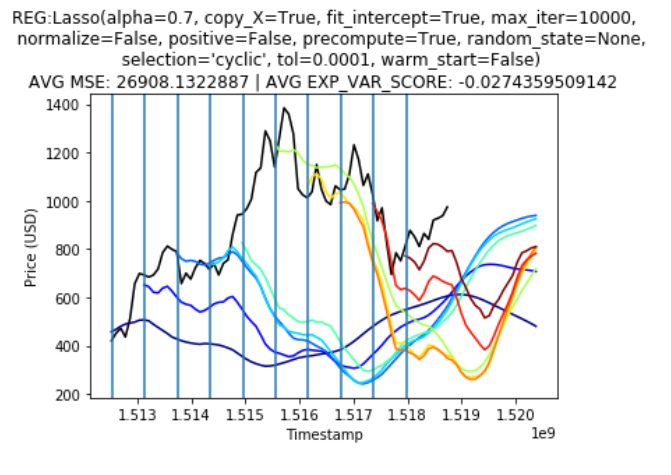 REG:Lasso(alpha=0.7, copy_X=True, fit_intercept=True, max_iter=10000,
normalize=False, positive=False, precompute=True, random_state=None,
selection='cyclic', tol=0.0001, warm_start=False)
AVG MSE: 26908.1322887 | AVG EXP_VAR_SCORE: -0.0274359509142
1400
1200
1000
800
600
400
200
Price (USD)
1.513 1.514 1.515 1.516 1.517 1.518 1.519 1.520
Timestamp
1e9